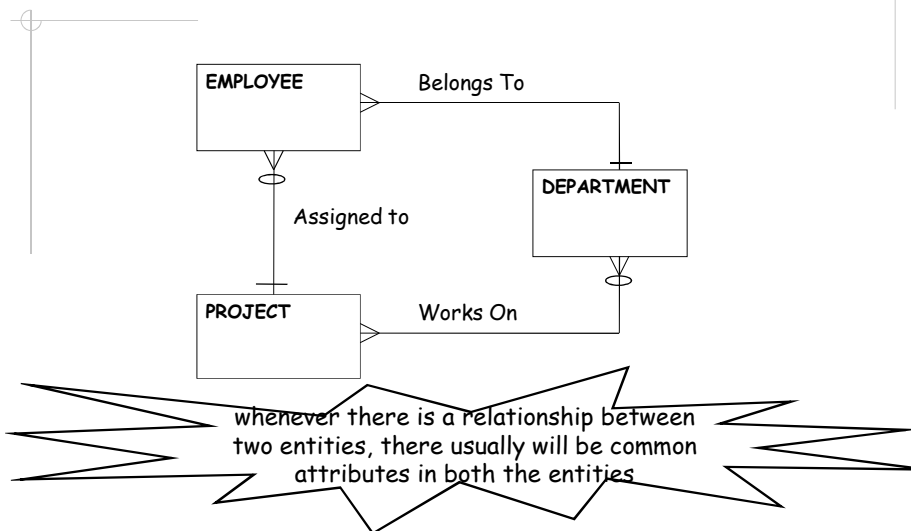 EMPLOYEE
Belongs To
DEPARTMENT
Assigned to
PROJECT
Works On
whenever there is a relationship between
two entities, there usually will be common
attributes in both the entities